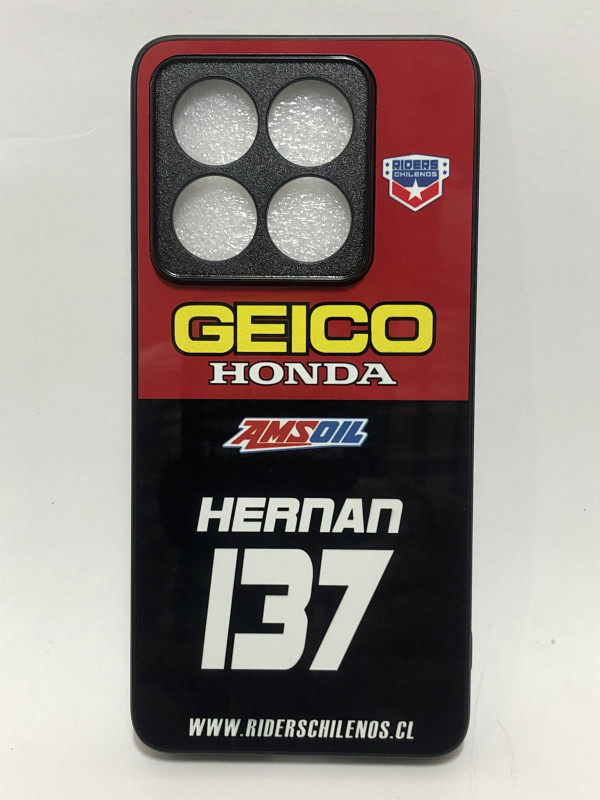 RIDERS
CHILENOS
GEICO
HONDA
AMSOIL
HERNAN
137
WWW.RIDERSCHILENOS.CL